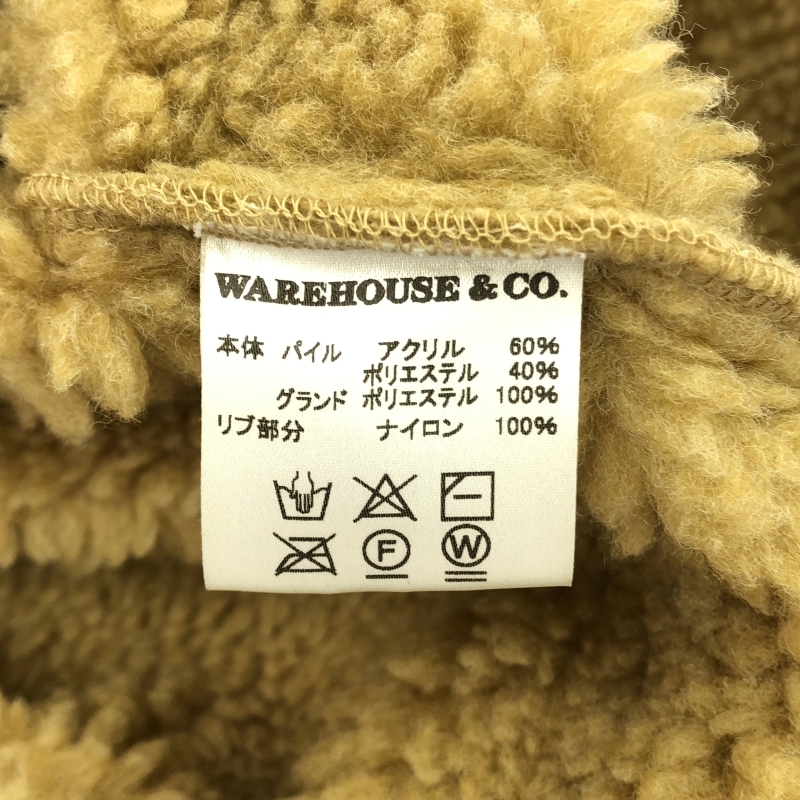 WAREHOUSE & CO.
本体 パイル アクリル 60%
ポリエステル 40%
グランド ポリエステル 100%
リブ部分 ナイロン 100%
F W